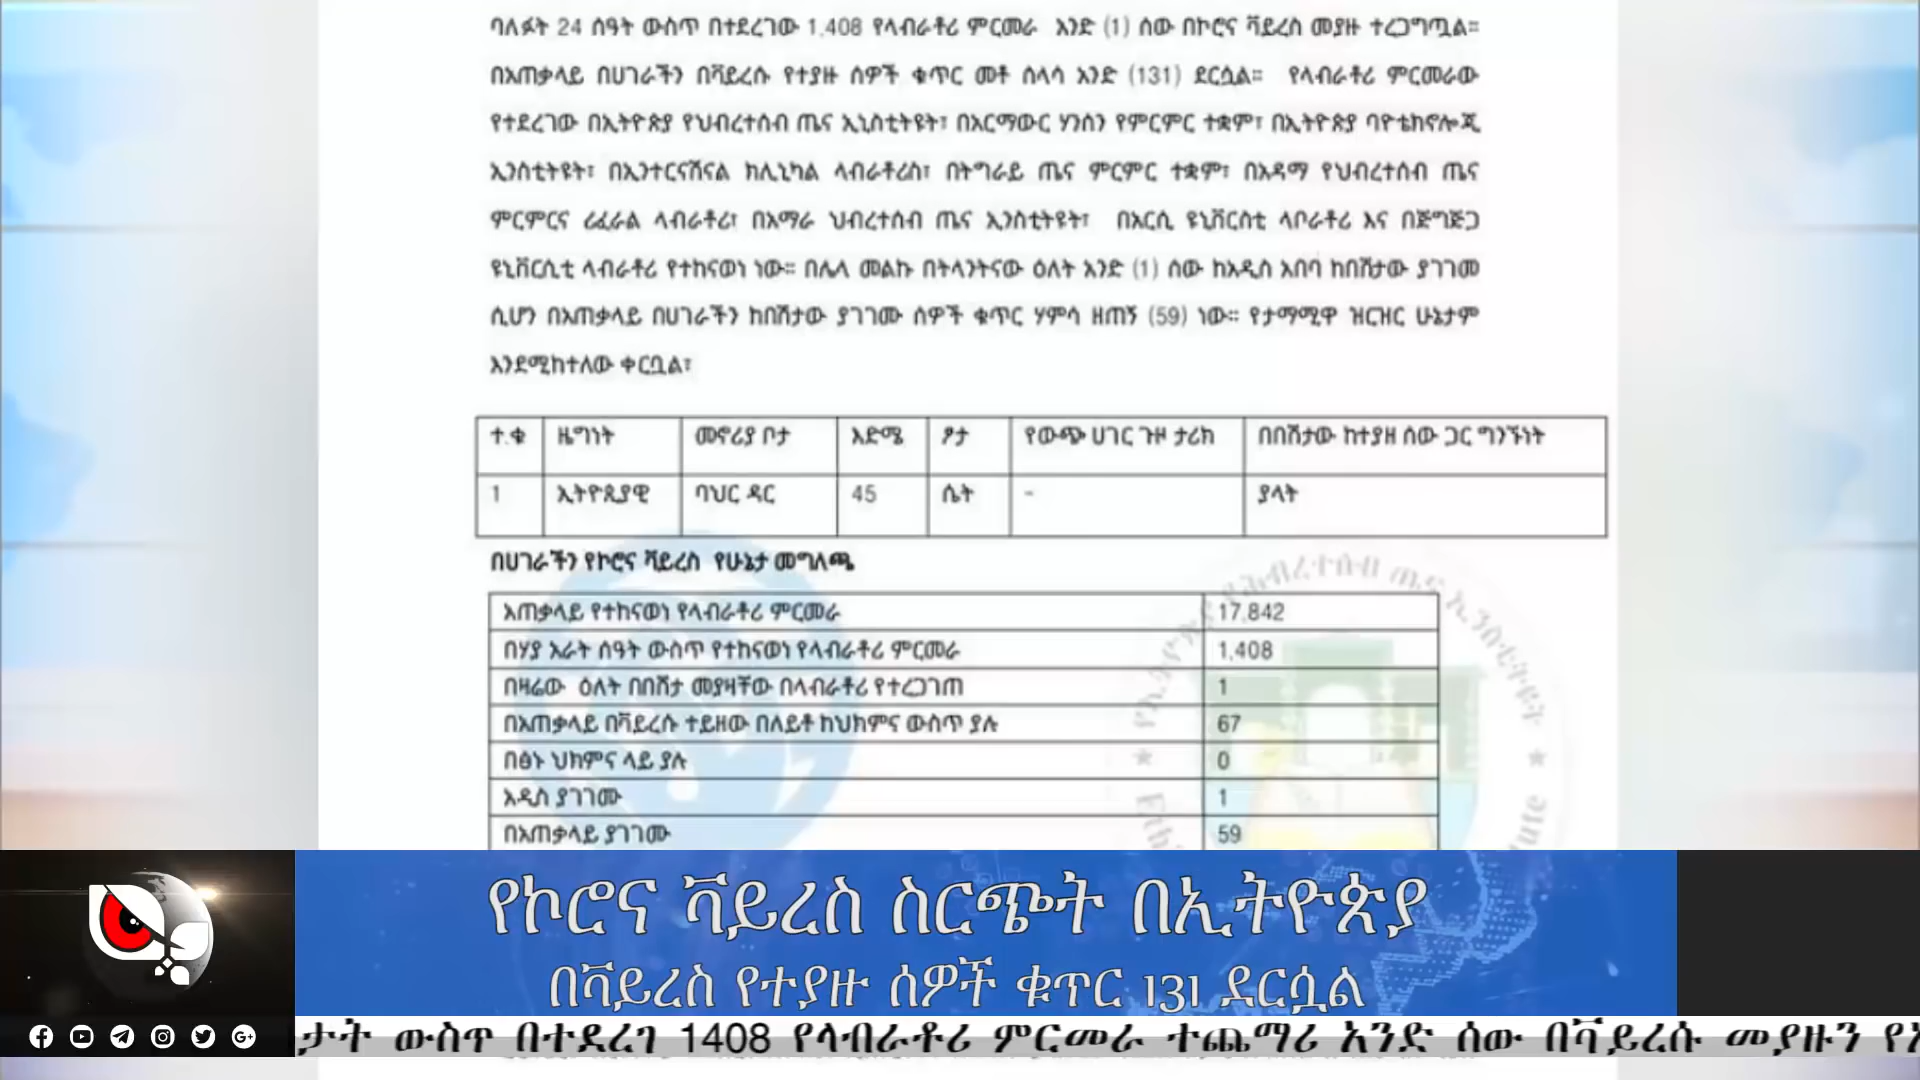 ባለፉት 24 ሰዓት ውስጥ በተደረገው 1,408 የላብራቶሪ ምርመራ አንድ (1) ሰው በኮሮና ቫይረስ መያዙ ተረጋግጧል።
በአጠቃላይ በሀገራችን በቫይረሱ የተያዙ ሰዎች ቁጥር መቶ ሰላሳ አንድ (131) ደርሷል። የላብራቶሪ ምርመራው
የተደረገው በኢትዮጵያ የህብረተሰብ ጤና ኢኒስቲትዩት፣ በአርማውር ሃንሰን የምርምር ተቋም፣ በኢትዮጵያ ባዮቴክኖሎጂ
ኢንስቲትዩት፣ በኢንተርናሽናል ክሊኒካል ላብራቶሪስ፣ በትግራይ ጤና ምርምር ተቋም፣ በአዳማ የህብረተሰብ ጤና
ምርምርና ሪፈራል ላብራቶሪ፣ በአማራ ህብረተሰብ ጤና ኢንስቲትዩት፣ በአርሲ ዩኒቨርስቲ ላቦራቶሪ እና በጅግጅጋ
ዩኒቨርሲቲ ላብራቶሪ የተከናወነ ነው። በሌላ መልኩ በትላንትናው ዕለት አንድ (1) ሰው ከአዲስ አበባ ከበሽታው ያገገመ
ሲሆን በአጠቃላይ በሀገራችን ከበሽታው ያገገሙ ሰዎች ቁጥር ሃምሳ ዘጠኝ (59) ነው። የታማሚዋ ዝርዝር ሁኔታም
እንደሚከተለው ቀርቧል፣
ተ.ቁ ዜግነት መኖሪያ ቦታ እድሜ ፆታ የውጭ ሀገር ጉዞ ታሪክ በበሽታው ከተያዘ ሰው ጋር ግንኙነት
1 ኢትዮጲያዊ ባህር ዳር 45 ሴት - ያላት
በሀገራችን የኮሮና ቫይረስ የሁኔታ መግለጫ
አጠቃላይ የተከናወነ የላብራቶሪ ምርመራ 17,842
በሃያ አራት ሰዓት ውስጥ የተከናወነ የላብራቶሪ ምርመራ 1,408
በዛሬው ዕለት በበሽታ መያዛቸው በላብራቶሪ የተረጋገጠ 1
በአጠቃላይ በቫይረሱ ተይዘው በለይቶ ከህክምና ውስጥ ያሉ 67
በፅኑ ህክምና ላይ ያሉ 0
አዲስ ያገገሙ 1
በአጠቃላይ ያገገሙ 59
የኮሮና ቫይረስ ስርጭት በኢትዮጵያ
በቫይረስ የተያዙ ሰዎች ቁጥር 131 ደርሷል
ታት ውስጥ በተደረገ 1408 የላብራቶሪ ምርመራ ተጨማሪ አንድ ሰው በቫይረሱ መያዙን